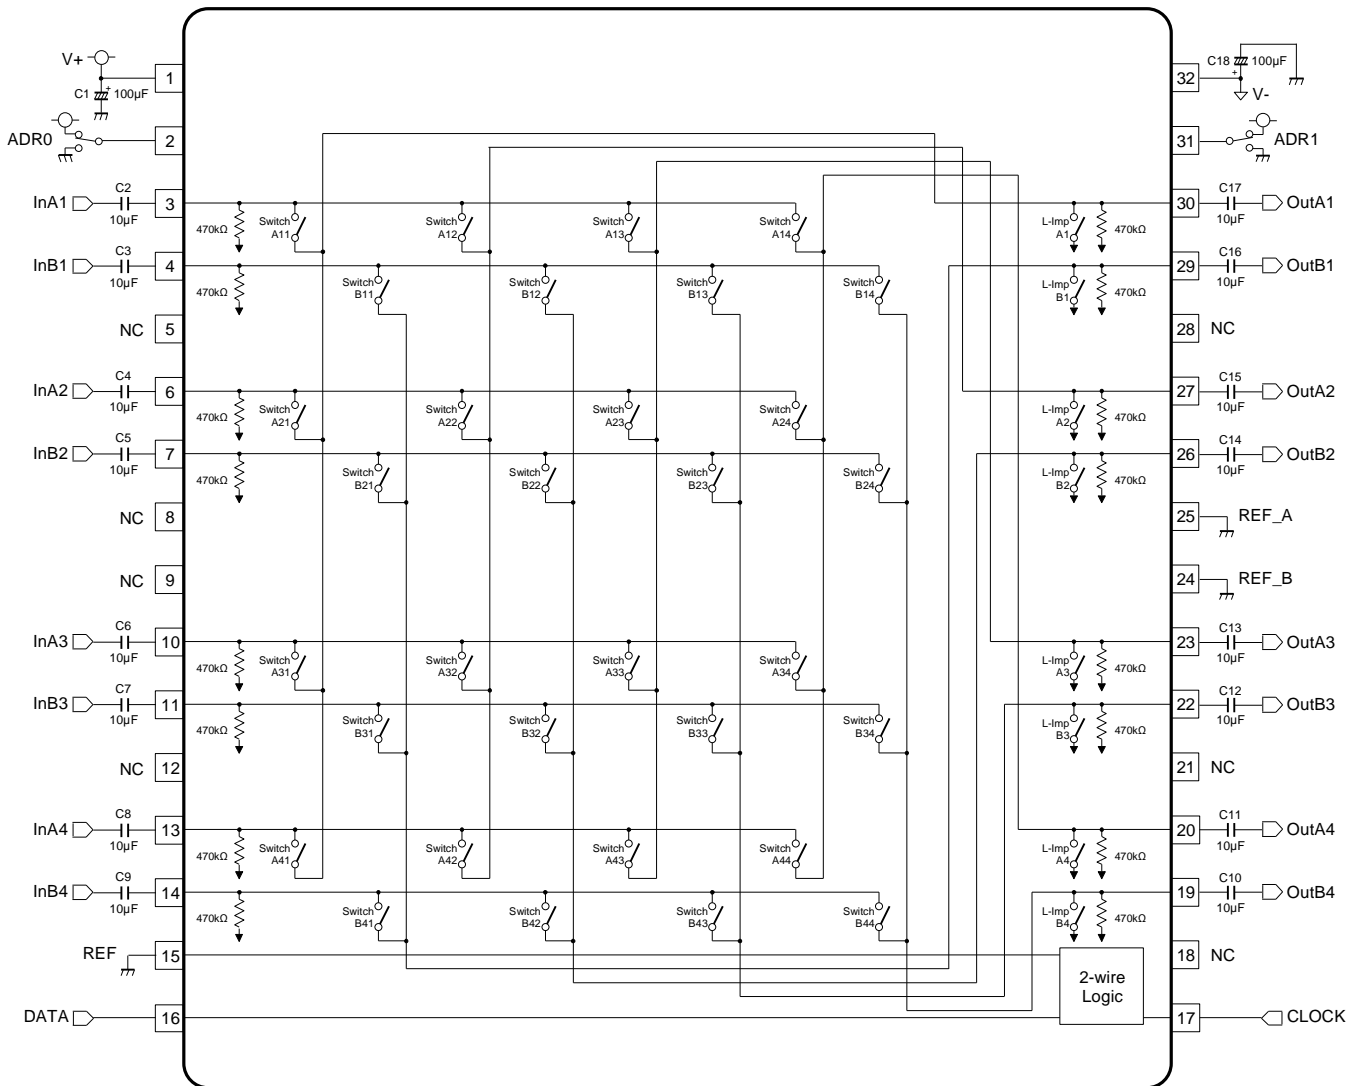 V+
1
C1
+
100µF
32
C18
100µF
+
V-
ADR0
2
31
ADR1
InA1
C2
10µF
3
470kΩ
Switch
A11
Switch
A12
Switch
A13
Switch
A14
L-Imp
A1
470kΩ
30
C17
10µF
OutA1
InB1
C3
10µF
4
470kΩ
Switch
B11
Switch
B12
Switch
B13
Switch
B14
L-Imp
B1
470kΩ
29
C16
10µF
OutB1
NC
5
28
NC
InA2
C4
10µF
6
470kΩ
Switch
A21
Switch
A22
Switch
A23
Switch
A24
L-Imp
A2
470kΩ
27
C15
10µF
OutA2
InB2
C5
10µF
7
470kΩ
Switch
B21
Switch
B22
Switch
B23
Switch
B24
L-Imp
B2
470kΩ
26
C14
10µF
OutB2
NC
8
25
REF_A
NC
9
24
REF_B
InA3
C6
10µF
10
470kΩ
Switch
A31
Switch
A32
Switch
A33
Switch
A34
L-Imp
A3
470kΩ
23
C13
10µF
OutA3
InB3
C7
10µF
11
470kΩ
Switch
B31
Switch
B32
Switch
B33
Switch
B34
L-Imp
B3
470kΩ
22
C12
10µF
OutB3
NC
12
21
NC
InA4
C8
10µF
13
470kΩ
Switch
A41
Switch
A42
Switch
A43
Switch
A44
L-Imp
A4
470kΩ
20
C11
10µF
OutA4
InB4
C9
10µF
14
470kΩ
Switch
B41
Switch
B42
Switch
B43
Switch
B44
L-Imp
B4
470kΩ
19
C10
10µF
OutB4
REF
15
2-wire
Logic
18
NC
DATA
16
17
CLOCK